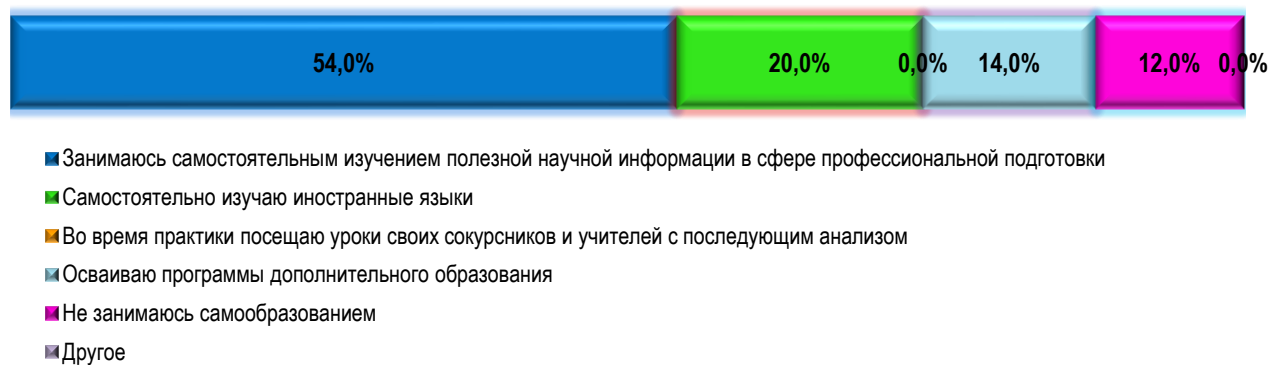 54,0% 20,0% 0,0% 14,0% 12,0% 0,0%
Занимаюсь самостоятельным изучением полезной научной информации в сфере профессиональной подготовки
Самостоятельно изучаю иностранные языки
Во время практики посещаю уроки своих сокурсников и учителей с последующим анализом
Осваиваю программы дополнительного образования
Не занимаюсь самообразованием
Другое